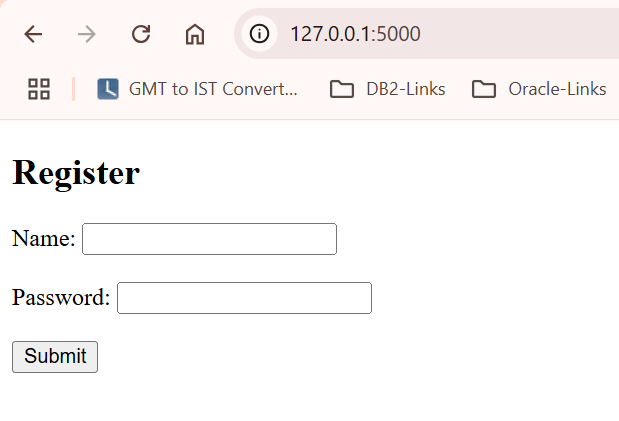 127.0.0.1:5000
GMT to IST Convert... DB2-Links Oracle-Links
Register
Name:
Password:
Submit